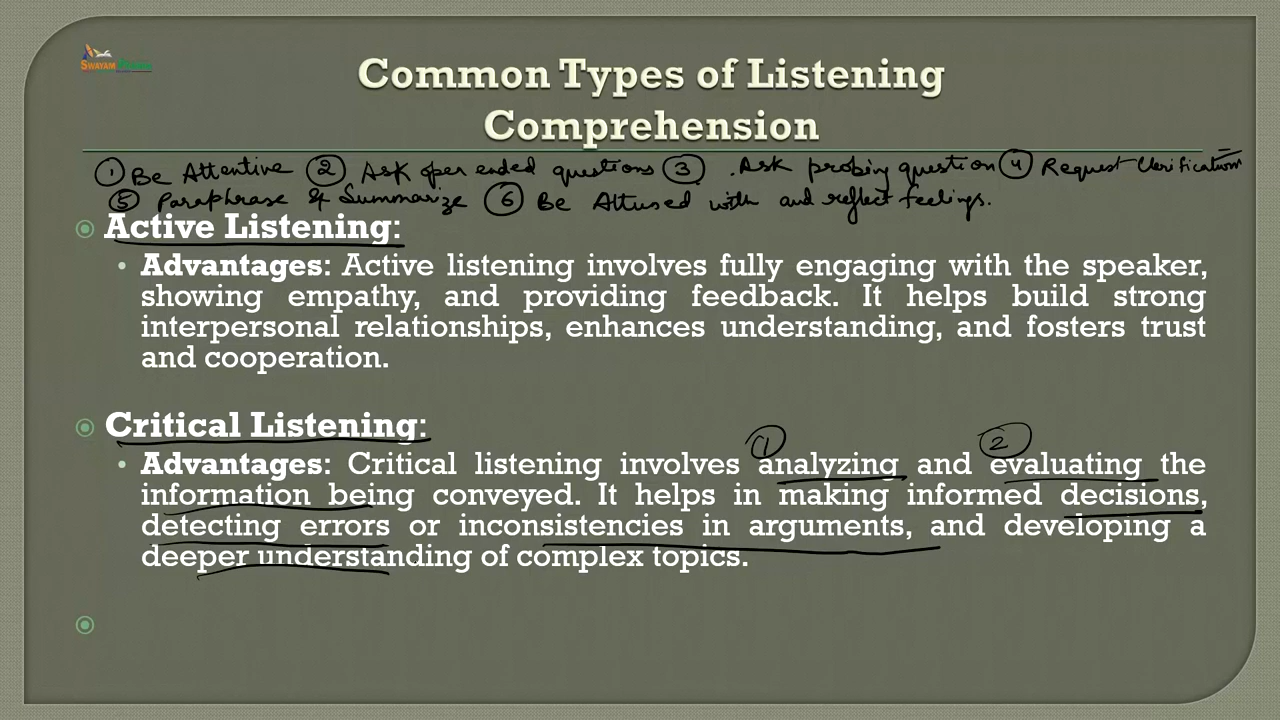 SWAYAM
Common Types of Listening
Comprehension
① Be Attentive ② Ask open ended questions ③ . Ask probing question ④ Request Clerification
⑤ Paraphrase & Summarize ⑥ Be Attused with and reflect feelings.
Active Listening:
• Advantages: Active listening involves fully engaging with the speaker,
showing empathy, and providing feedback. It helps build strong
interpersonal relationships, enhances understanding, and fosters trust
and cooperation.
Critical Listening:
① ②
• Advantages: Critical listening involves analyzing and evaluating the
information being conveyed. It helps in making informed decisions,
detecting errors or inconsistencies in arguments, and developing a
deeper understanding of complex topics.